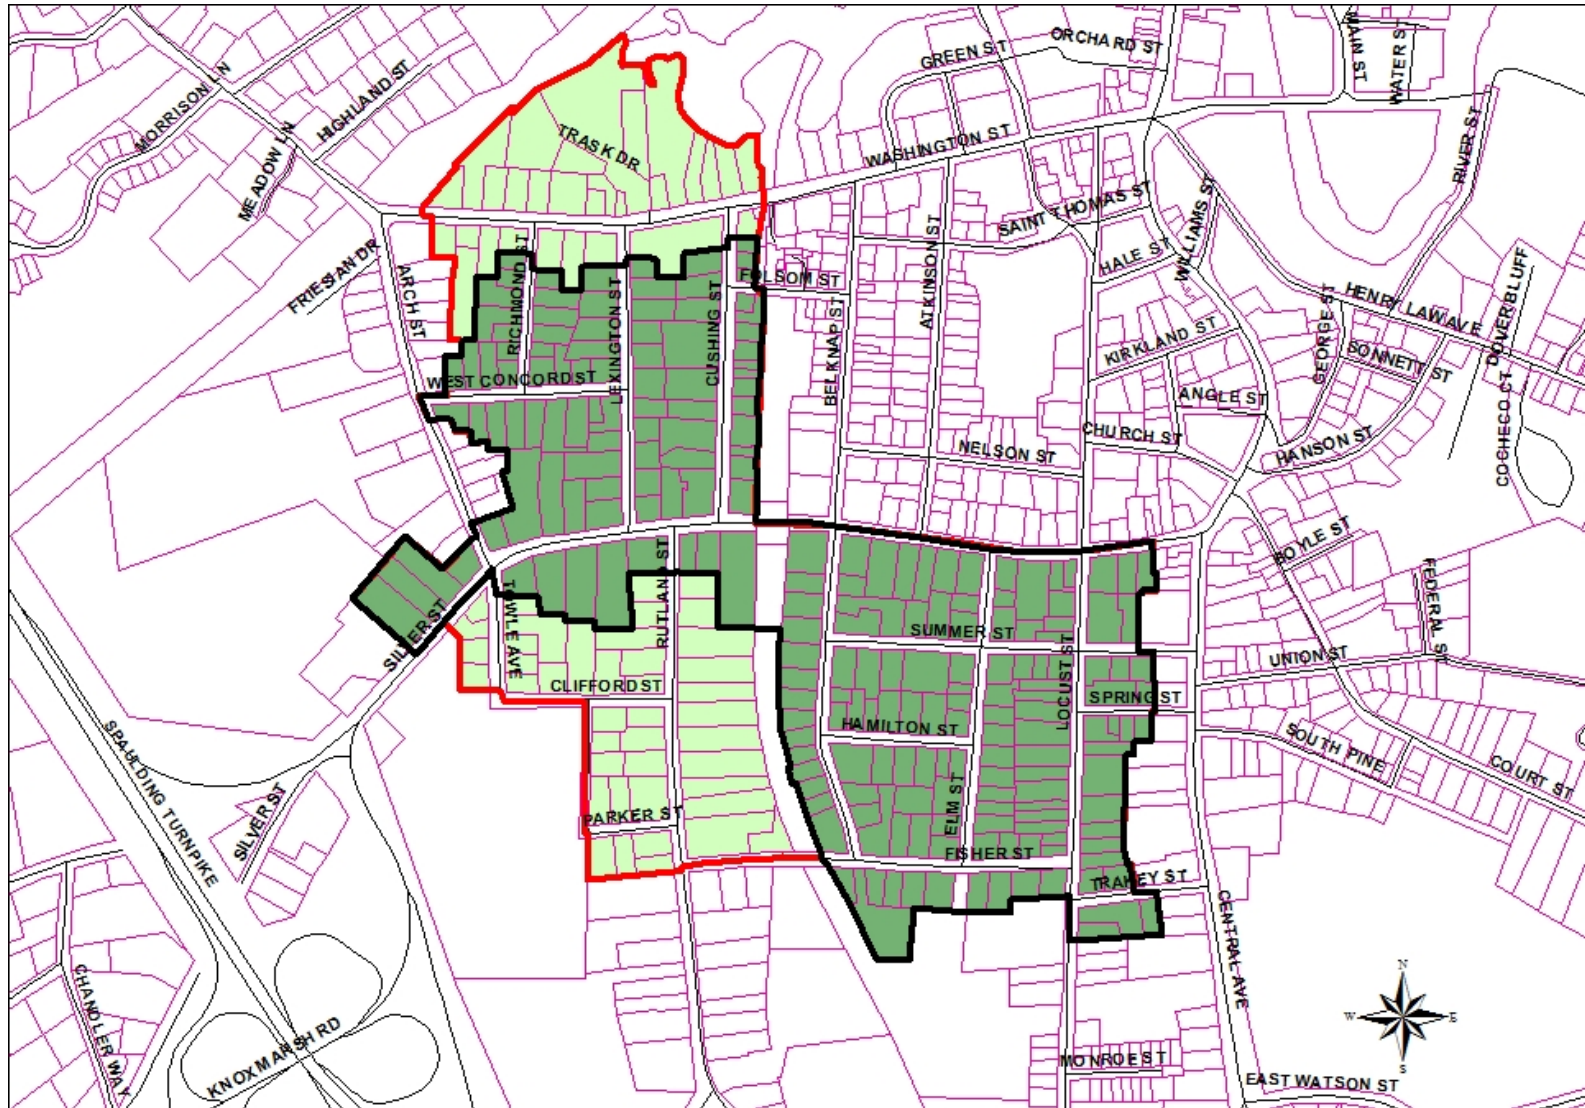 MORRISON LN
MEADOW LN
HIGHLAND ST
TRASK DR
GREEN ST
ORCHARD ST
MAIN ST
WATER ST
RIVER ST
WASHINGTON ST
SAINT THOMAS ST
WILLIAMS ST
HALE ST
FRIESIAN DR
ARCH ST
RICHMOND ST
LEXINGTON ST
CUSHING ST
FOLSOM ST
BELKNAP ST
ATKINSON ST
HENRY LAW AVE
DOVERBLUFF
GEORGE ST
SONNETT ST
KIRKLAND ST
ANGLE ST
WEST CONCORD ST
CHURCH ST
NELSON ST
HANSON ST
COCHECO CT
BOYLE ST
FEDERAL ST
RUTLAND ST
TOWLE AVE
SILVER ST
SUMMER ST
LOCUST ST
UNION ST
CLIFFORD ST
SPRING ST
HAMILTON ST
SOUTH PINE
COURT ST
SPAULDING TURNPIKE
SILVER ST
PARKER ST
ELM ST
FISHER ST
TRAKEY ST
CENTRAL AVE
CHANDLER WAY
KNOX MARSH RD
MONROE ST
EAST WATSON ST
N
W
E
S